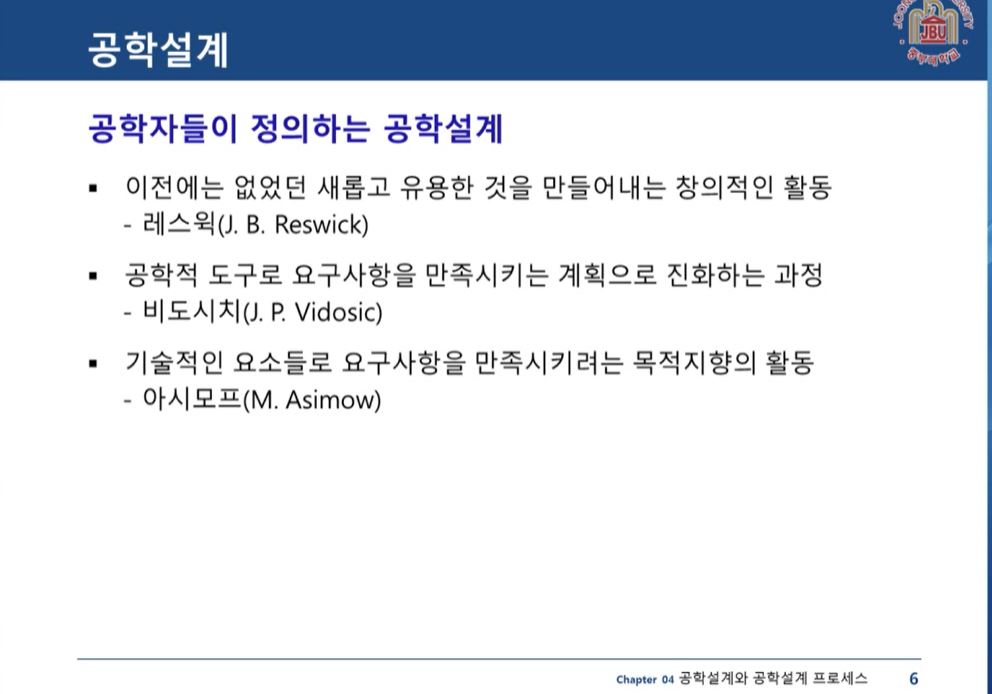 공학설계
JBU
중부대학교
공학자들이 정의하는 공학설계
▪ 이전에는 없었던 새롭고 유용한 것을 만들어내는 창의적인 활동
- 레스윅(J. B. Reswick)
▪ 공학적 도구로 요구사항을 만족시키는 계획으로 진화하는 과정
- 비도시치(J. P. Vidosic)
▪ 기술적인 요소들로 요구사항을 만족시키려는 목적지향의 활동
- 아시모프(M. Asimow)
Chapter 04 공학설계와 공학설계 프로세스 6